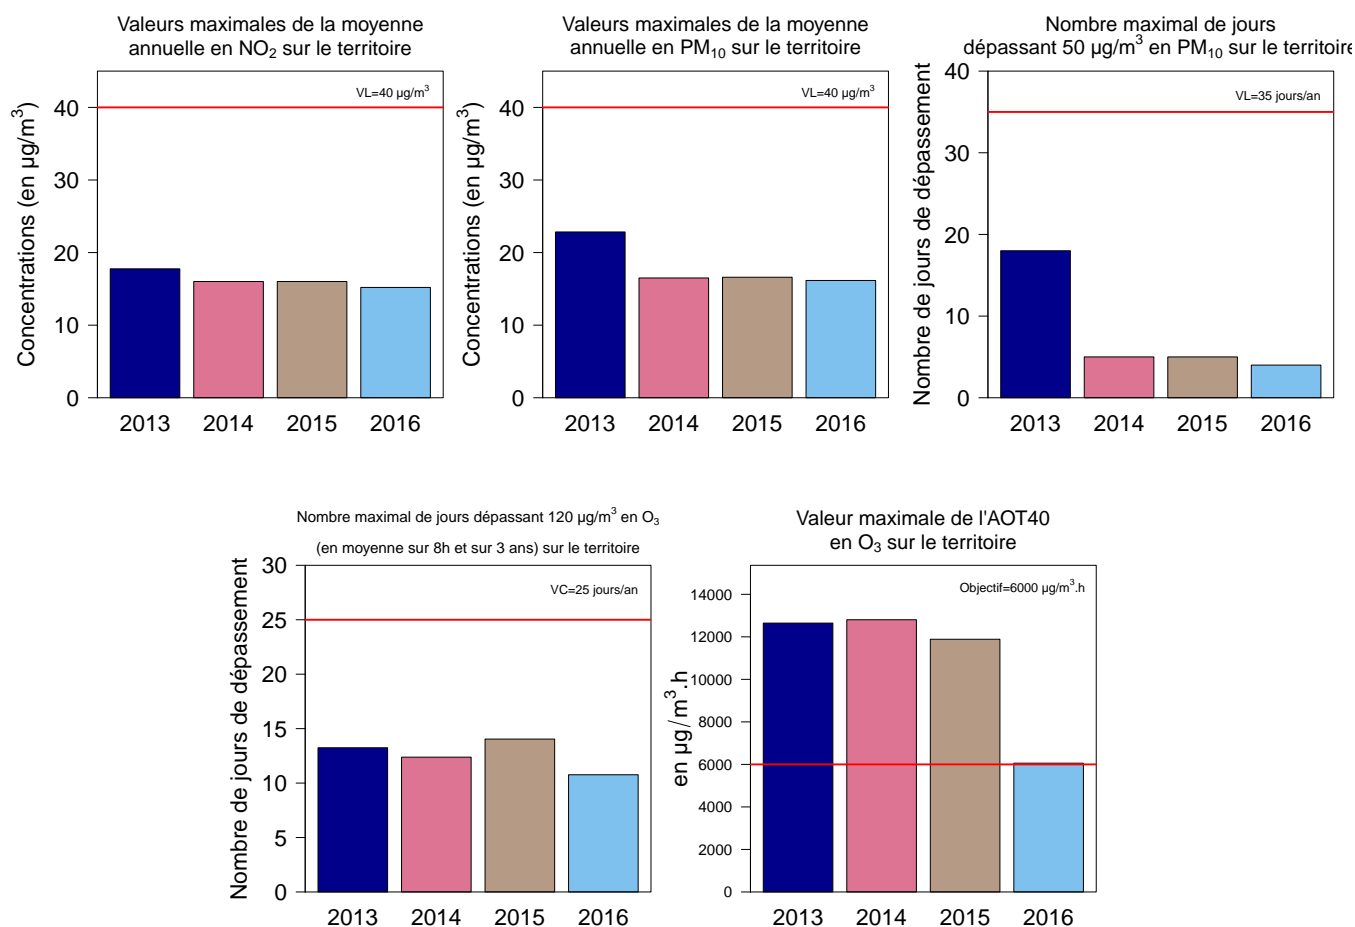 Valeurs maximales de la moyenne
annuelle en NO₂ sur le territoire
Concentrations (en µg/m³)
40
30
20
10
0
VL=40 µg/m³
2013 2014 2015 2016
Valeurs maximales de la moyenne
annuelle en PM₁₀ sur le territoire
Concentrations (en µg/m³)
40
30
20
10
0
VL=40 µg/m³
2013 2014 2015 2016
Nombre maximal de jours
dépassant 50 µg/m³ en PM₁₀ sur le territoire
Nombre de jours de dépassement
40
30
20
10
0
VL=35 jours/an
2013 2014 2015 2016
Nombre maximal de jours dépassant 120 µg/m³ en O₃
(en moyenne sur 8h et sur 3 ans) sur le territoire
Nombre de jours de dépassement
30
25
20
15
10
5
0
VC=25 jours/an
2013 2014 2015 2016
Valeur maximale de l'AOT40
en O₃ sur le territoire
en µg/m³.h
14000
12000
10000
8000
6000
4000
2000
0
Objectif=6000 µg/m³.h
2013 2014 2015 2016